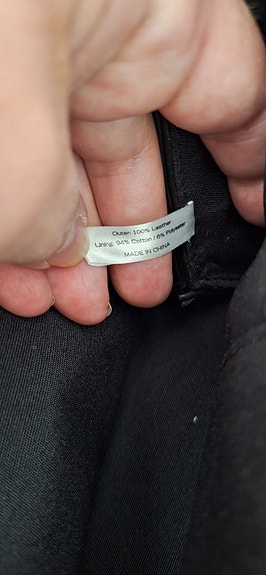 Outer: 100% Leather
Lining: 94% Cotton / 6% Polyester
MADE IN CHINA